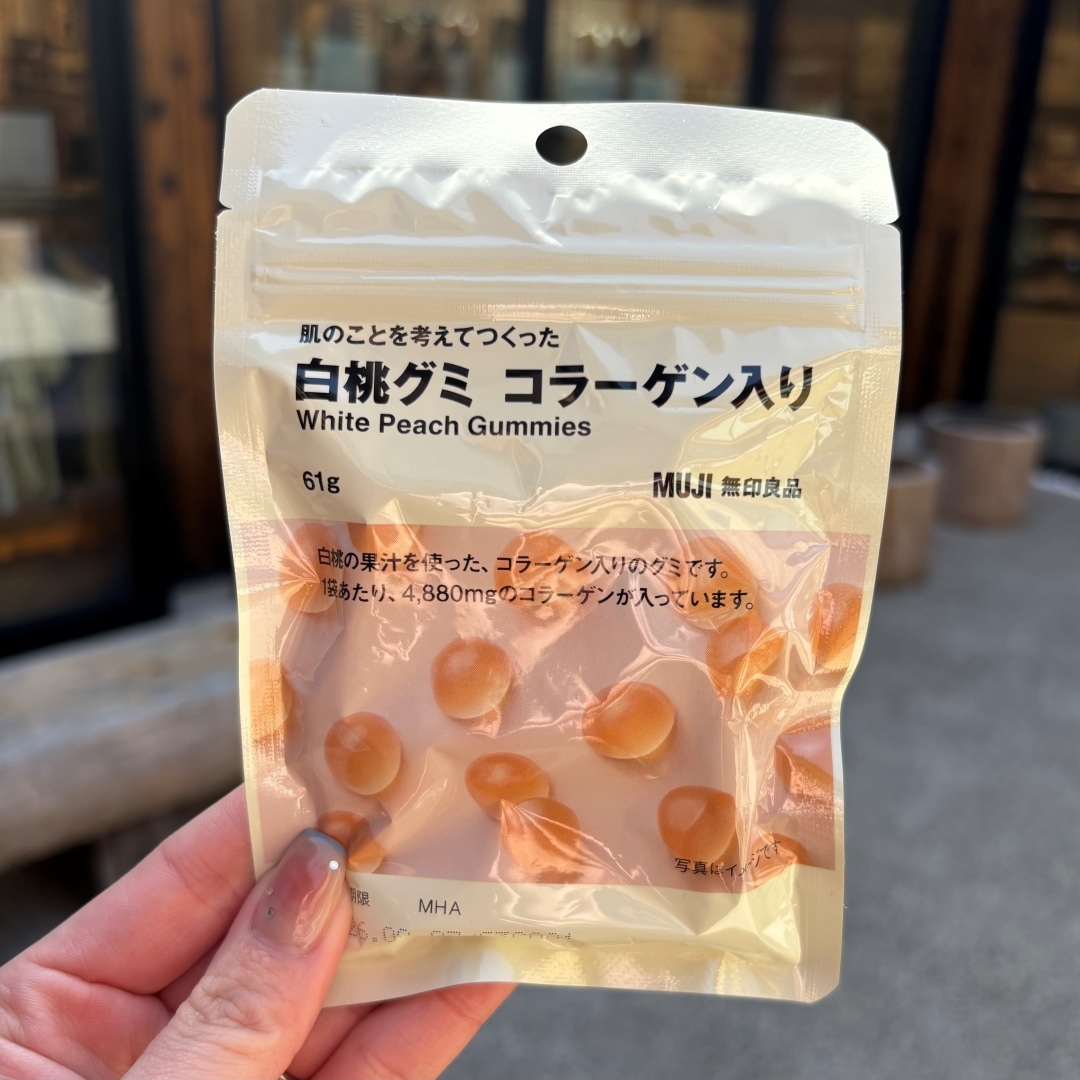 肌のことを考えてつくった
白桃グミ コラーゲン入り
White Peach Gummies
61g
MUJI 無印良品
白桃の果汁を使った、コラーゲン入りのグミです。
1袋あたり、4,880mgのコラーゲンが入っています。
写真はイメージです
期限 MHA